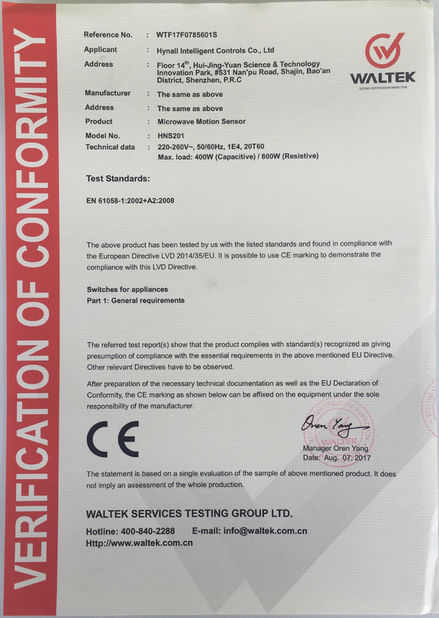 VERIFICATION OF CONFORMITY
WALTEK
Reference No. : WTF17F0785601S
Applicant : Hynall Intelligent Controls Co., Ltd
Address : Floor 14th, Hui-Jing-Yuan Science & Technology
Innovation Park, #531 Nan'pu Road, Shajin, Bao'an
District, Shenzhen, P.R.C
Manufacturer : The same as above
Address : The same as above
Product : Microwave Motion Sensor
Model No. : HNS201
Technical data : 220-260V~, 50/60Hz, 1E4, 20T60
Max. load: 400W (Capacitive) / 800W (Resistive)
Test Standards:
EN 61058-1:2002+A2:2008
The above product has been tested by us with the listed standards and found in compliance with
the European Directive LVD 2014/35/EU. It is possible to use CE marking to demonstrate the
compliance with this LVD Directive.
Switches for appliances
Part 1: General requirements
The referred test report(s) show that the product complies with standard(s) recognized as giving
presumption of compliance with the essential requirements in the above mentioned EU Directive.
Other relevant Directives have to be observed.
After preparation of the necessary technical documentation as well as the EU Declaration of
Conformity, the CE marking as shown below can be affixed on the equipment under the sole
responsibility of the manufacturer.
CE
Oren Yang
WALTEK
Manager Oren Yang
Date: Aug. 07, 2017
The statement is based on a single evaluation of the sample of above mentioned product. It does
not imply an assessment of the whole production.
WALTEK SERVICES TESTING GROUP LTD.
Hotline: 400-840-2288 E-mail: info@waltek.com.cn
Http://www.waltek.com.cn